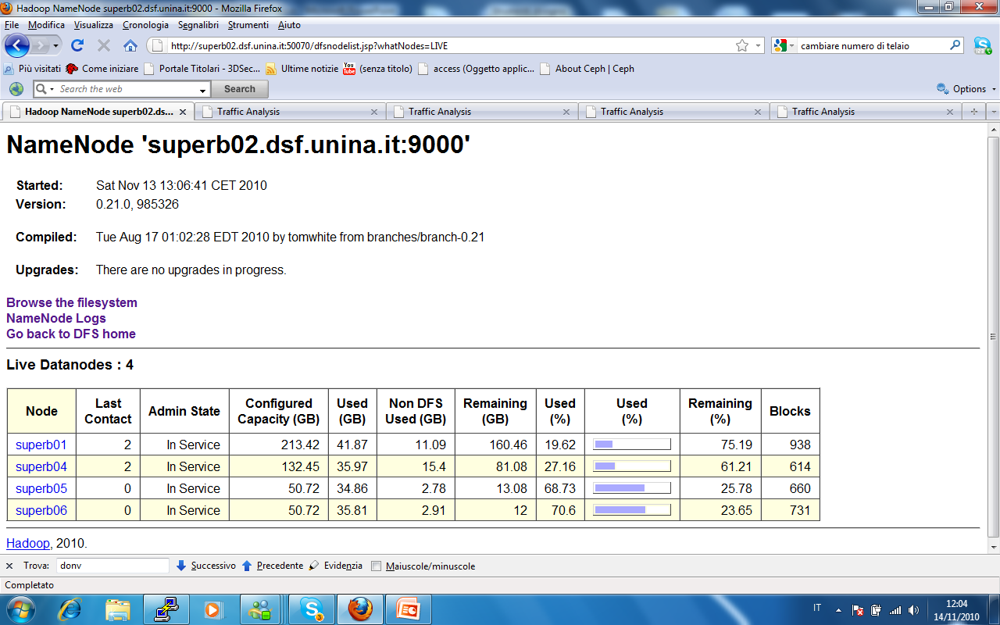 Hadoop NameNode superb02.dsf.unina.it:9000 - Mozilla Firefox
File Modifica Visualizza Cronologia Segnalibri Strumenti Aiuto
http://superb02.dsf.unina.it:50070/dfsnodelist.jsp?whatNodes=LIVE cambiare numero di telaio
Più visitati Come iniziare Portale Titolari - 3DSec... Ultime notizie (senza titolo) access (Oggetto applic... About Ceph | Ceph
Search the web Search Options
Hadoop NameNode superb02.ds... Traffic Analysis Traffic Analysis Traffic Analysis Traffic Analysis
NameNode 'superb02.dsf.unina.it:9000'
Started: Sat Nov 13 13:06:41 CET 2010
Version: 0.21.0, 985326
Compiled: Tue Aug 17 01:02:28 EDT 2010 by tomwhite from branches/branch-0.21
Upgrades: There are no upgrades in progress.
Browse the filesystem
NameNode Logs
Go back to DFS home
Live Datanodes : 4
Node Last Contact Admin State Configured Capacity (GB) Used (GB) Non DFS Used (GB) Remaining (GB) Used (%) Used (%) Remaining (%) Blocks
superb01 2 In Service 213.42 41.87 11.09 160.46 19.62 75.19 938
superb04 2 In Service 132.45 35.97 15.4 81.08 27.16 61.21 614
superb05 0 In Service 50.72 34.86 2.78 13.08 68.73 25.78 660
superb06 0 In Service 50.72 35.81 2.91 12 70.6 23.65 731
Hadoop, 2010.
Trova: donv Successivo Precedente Evidenzia Maiuscole/minuscole
Completato
IT 12:04
14/11/2010